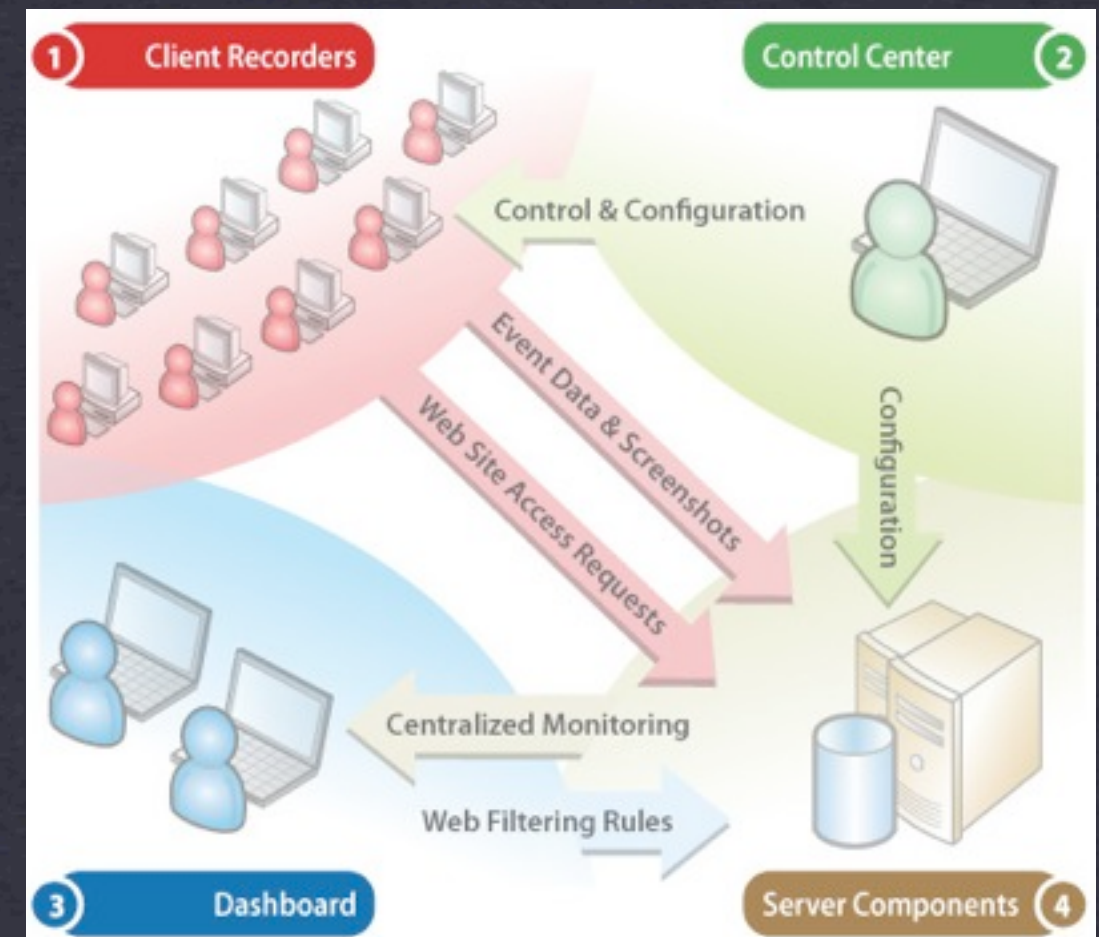 1 Client Recorders
Control Center 2
Control & Configuration
Event Data & Screenshots
Web Site Access Requests
Configuration
Centralized Monitoring
Web Filtering Rules
3 Dashboard
Server Components 4